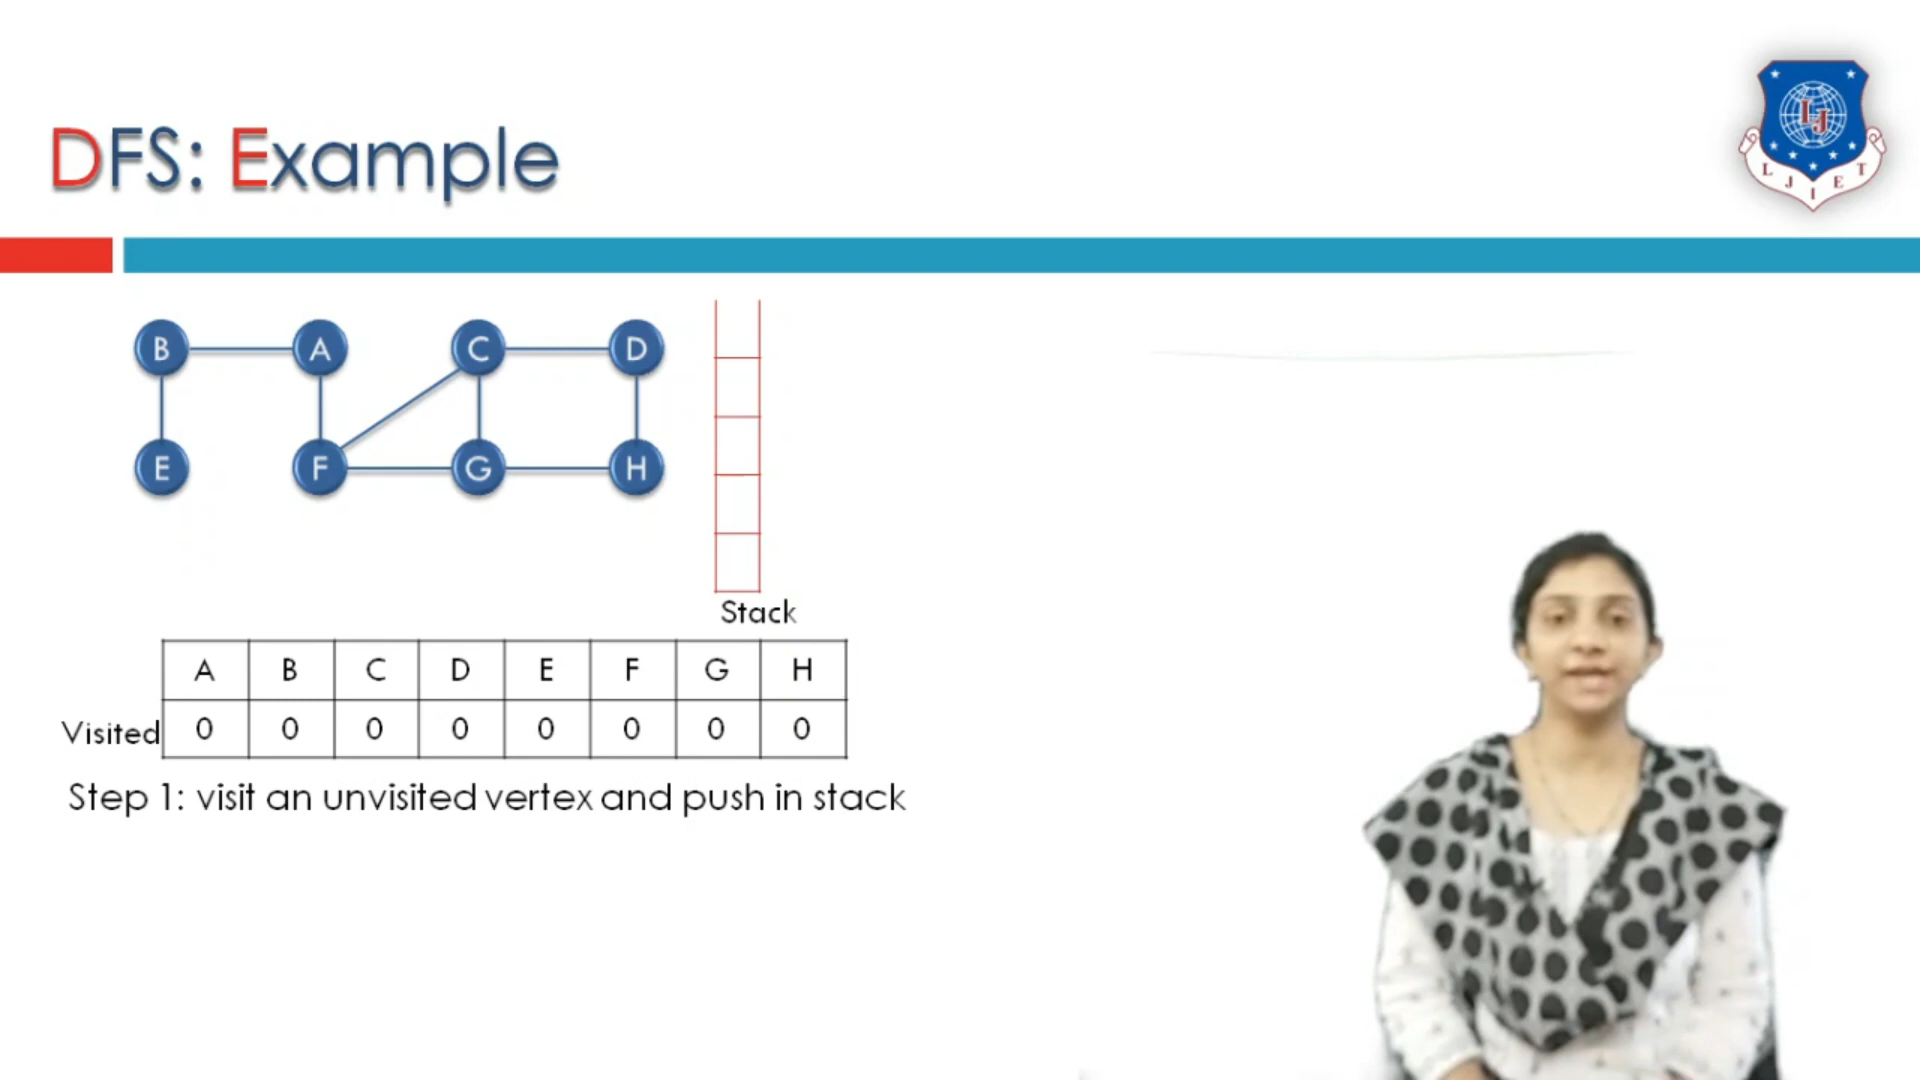 DFS: Example
LJ
L J I E T
B A C D
E F G H
Stack
A B C D E F G H
Visited 0 0 0 0 0 0 0 0
Step 1: visit an unvisited vertex and push in stack